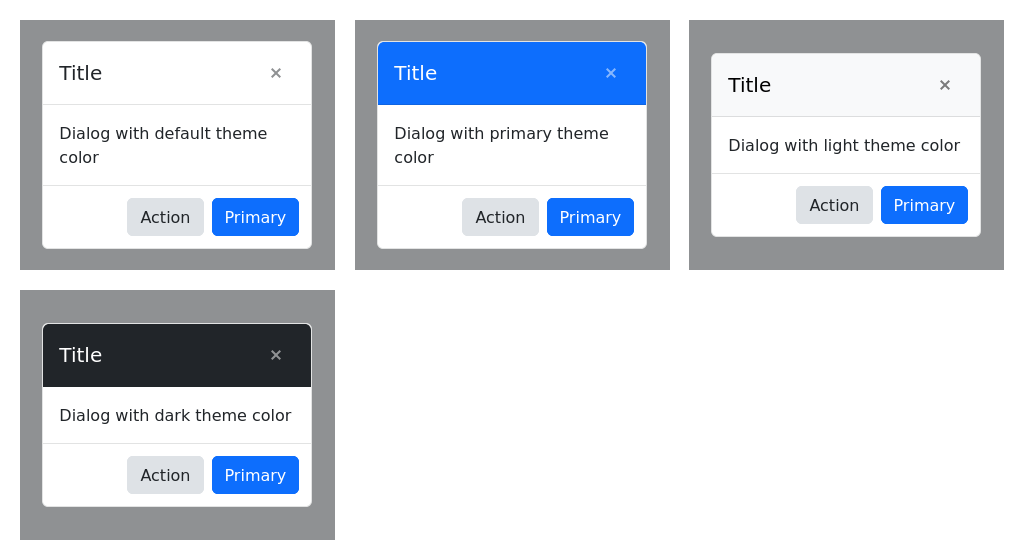 Title
Dialog with default theme
color
Action Primary
Title
Dialog with primary theme
color
Action Primary
Title
Dialog with light theme color
Action Primary
Title
Dialog with dark theme color
Action Primary